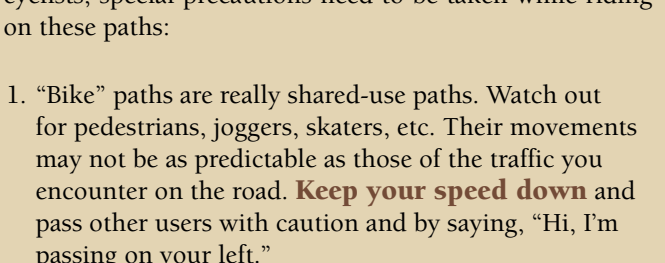 cyclists, special precautions need to be taken while riding
on these paths:
1. “Bike” paths are really shared-use paths. Watch out
for pedestrians, joggers, skaters, etc. Their movements
may not be as predictable as those of the traffic you
encounter on the road. Keep your speed down and
pass other users with caution and by saying, “Hi, I’m
passing on your left.”